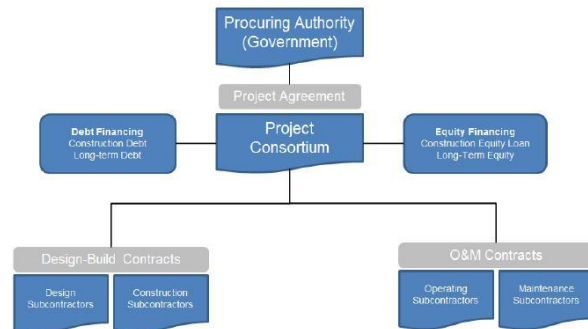 Procuring Authority
(Government)
Project Agreement
Debt Financing
Construction Debt
Long-term Debt
Project
Consortium
Equity Financing
Construction Equity Loan
Long-Term Equity
Design-Build Contracts
O&M Contracts
Design
Subcontractors
Construction
Subcontractors
Operating
Subcontractors
Maintenance
Subcontractors